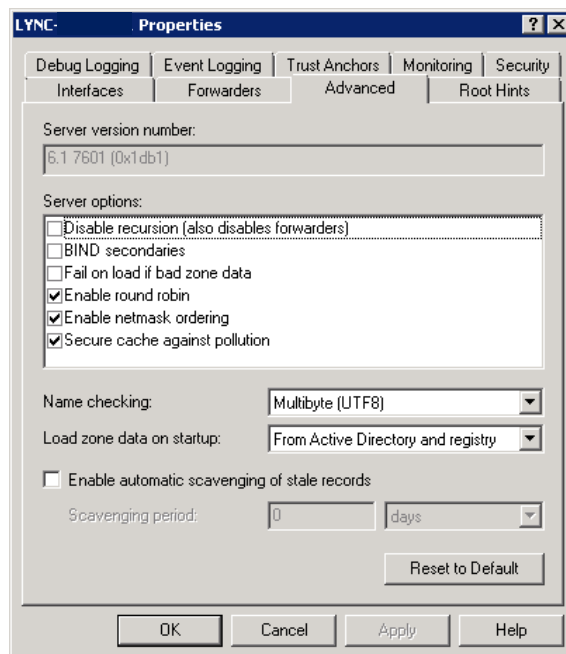 LYNC- Properties
Debug Logging Event Logging Trust Anchors Monitoring Security
Interfaces Forwarders Advanced Root Hints
Server version number:
6.1 7601 (0x1db1)
Server options:
Disable recursion (also disables forwarders)
BIND secondaries
Fail on load if bad zone data
Enable round robin
Enable netmask ordering
Secure cache against pollution
Name checking: Multibyte (UTF8)
Load zone data on startup: From Active Directory and registry
Enable automatic scavenging of stale records
Scavenging period: 0 days
Reset to Default
OK Cancel Apply Help